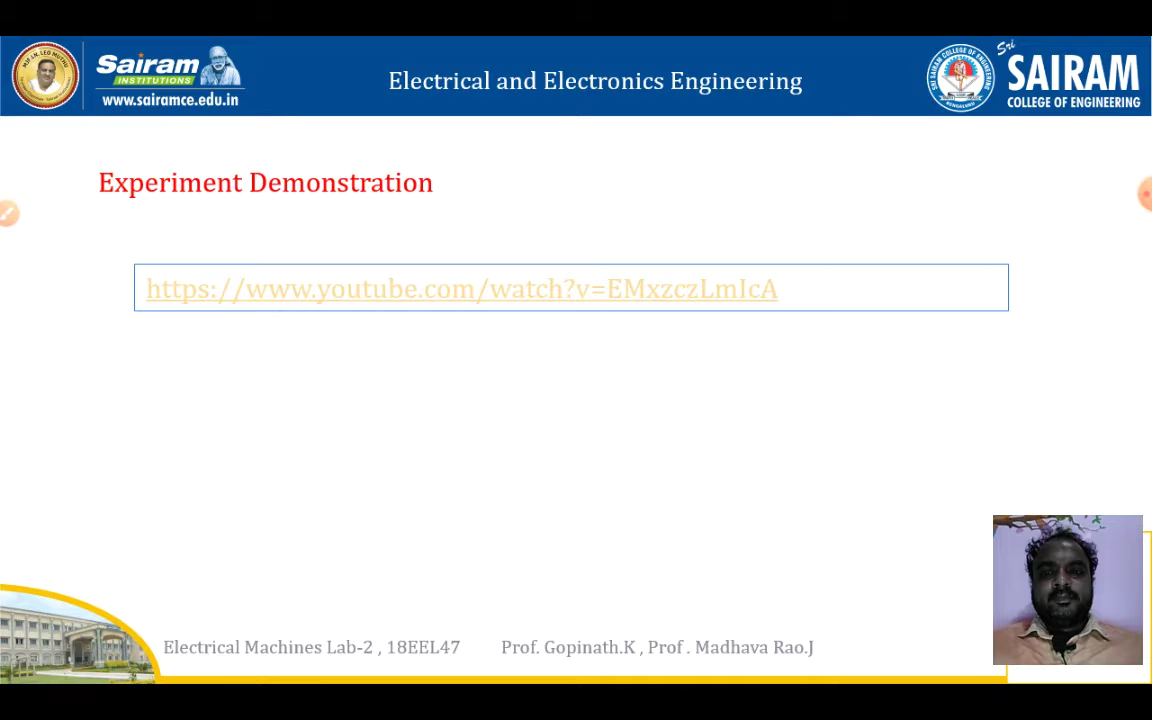 Sairam
INSTITUTIONS
www.sairamce.edu.in
Electrical and Electronics Engineering
Sri
SAIRAM
COLLEGE OF ENGINEERING
Experiment Demonstration
https://www.youtube.com/watch?v=EMxzczLmIcA
Electrical Machines Lab-2 , 18EEL47 Prof. Gopinath.K , Prof . Madhava Rao.J